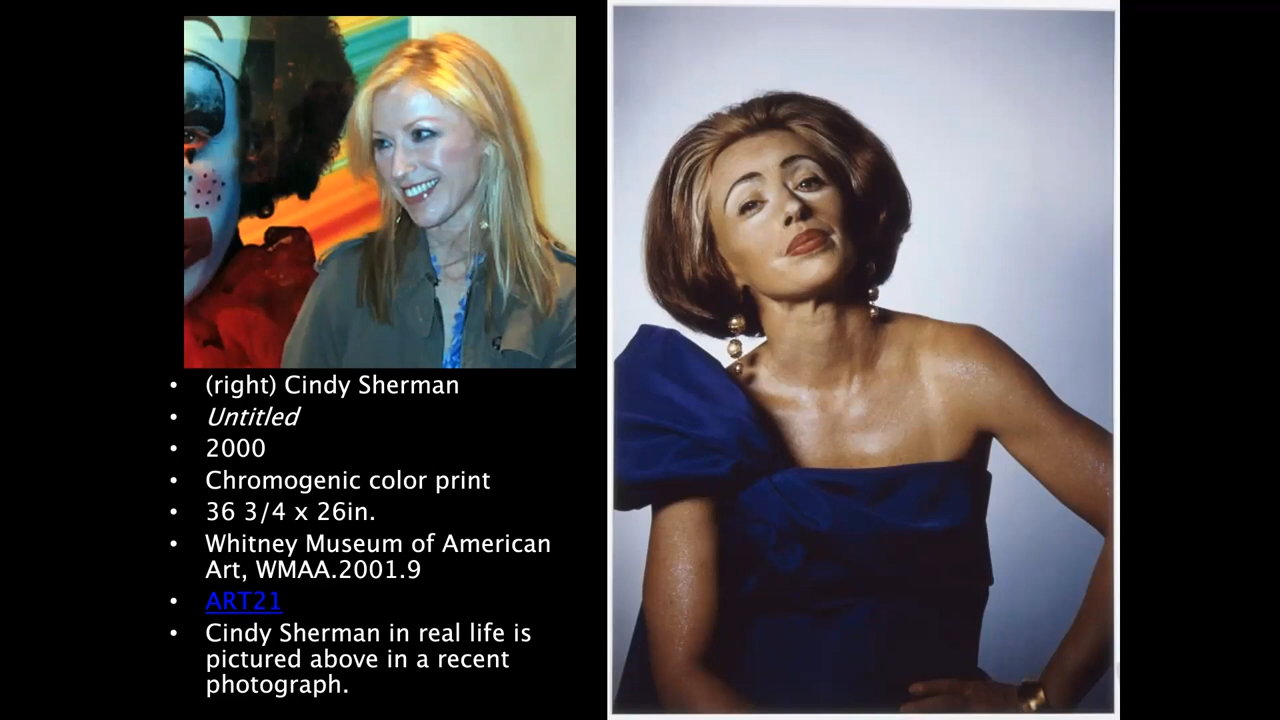 • (right) Cindy Sherman
• Untitled
• 2000
• Chromogenic color print
• 36 3/4 x 26in.
• Whitney Museum of American
Art, WMAA.2001.9
• ART21
• Cindy Sherman in real life is
pictured above in a recent
photograph.